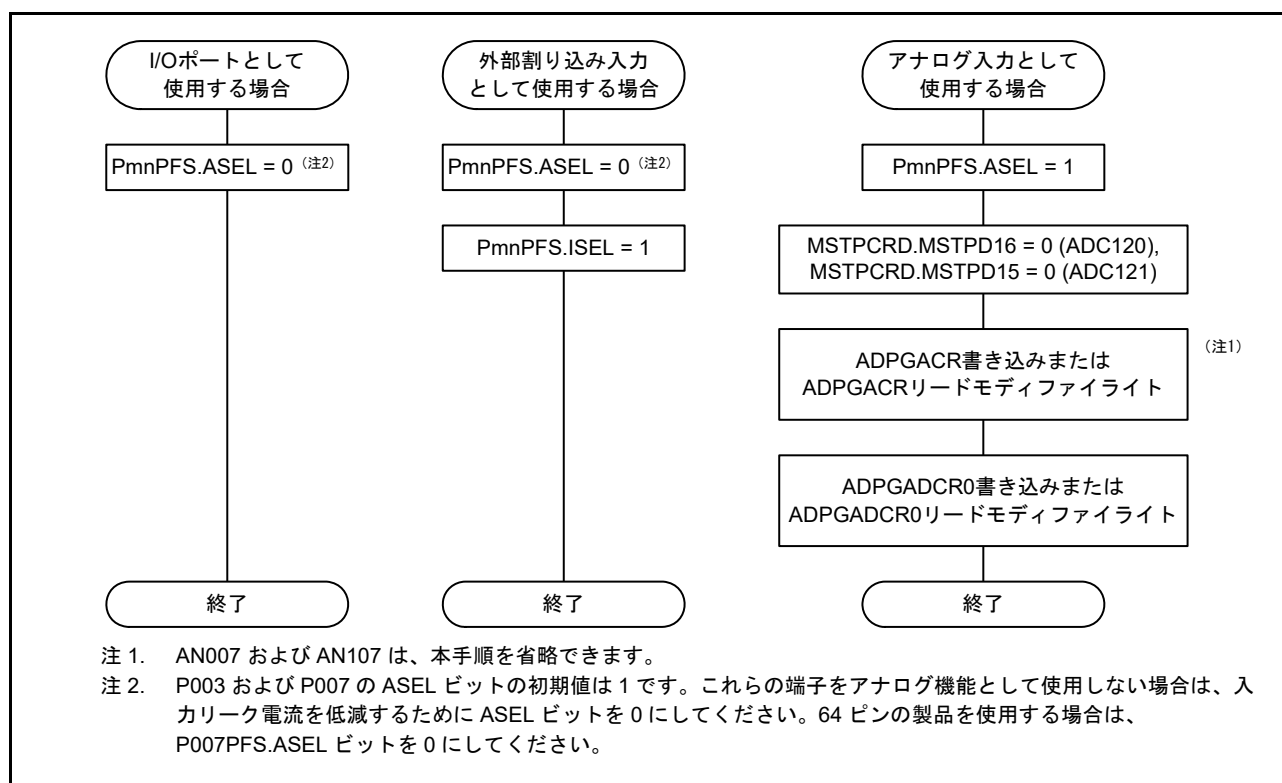 I/Oポートとして
使用する場合
PmnPFS.ASEL = 0 (注2)
終了
外部割り込み入力
として使用する場合
PmnPFS.ASEL = 0 (注2)
PmnPFS.ISEL = 1
終了
アナログ入力として
使用する場合
PmnPFS.ASEL = 1
MSTPCRD.MSTPD16 = 0 (ADC120),
MSTPCRD.MSTPD15 = 0 (ADC121)
ADPGACR書き込みまたは
ADPGACRリードモディファイライト
(注1)
ADPGADCR0書き込みまたは
ADPGADCR0リードモディファイライト
終了
注 1. AN007 および AN107 は、本手順を省略できます。
注 2. P003 および P007 の ASEL ビットの初期値は 1 です。これらの端子をアナログ機能として使用しない場合は、入
力リーク電流を低減するために ASEL ビットを 0 にしてください。64 ピンの製品を使用する場合は、
P007PFS.ASEL ビットを 0 にしてください。